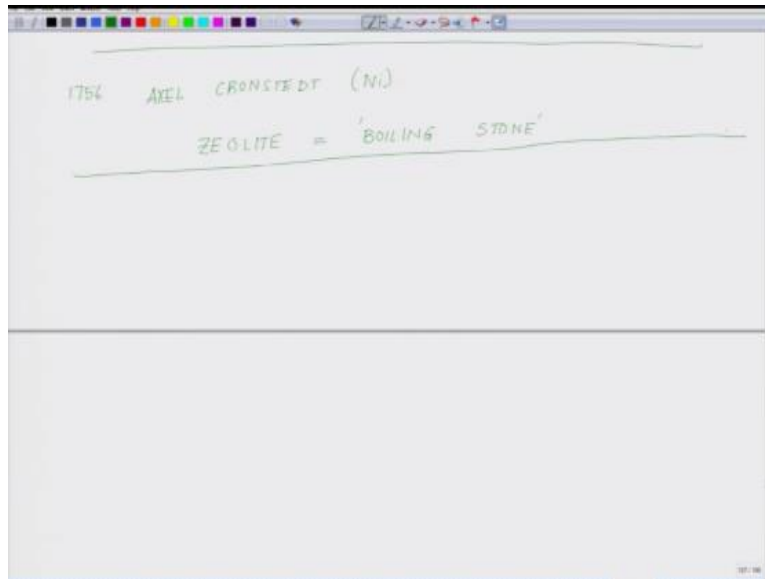 1756 AXEL CRONSTEDT (Ni)
ZEOLITE = 'BOILING STONE'